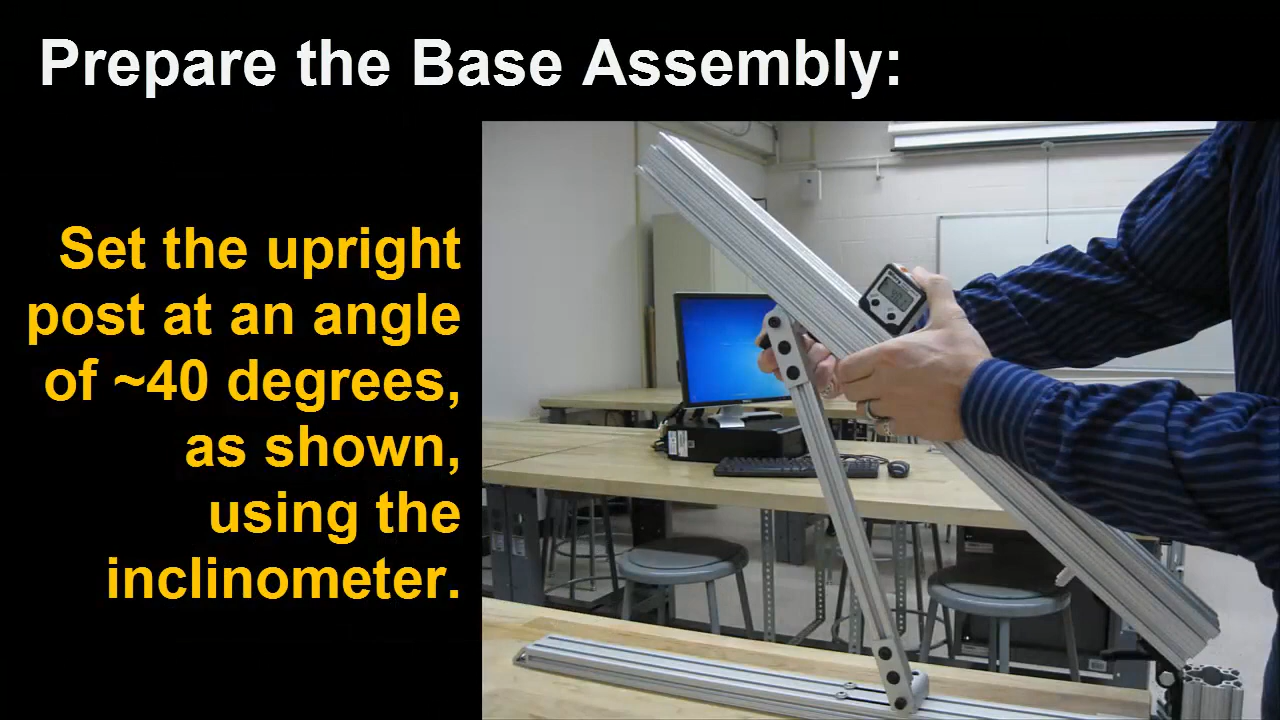 Prepare the Base Assembly:
Set the upright
post at an angle
of ~40 degrees,
as shown,
using the
inclinometer.